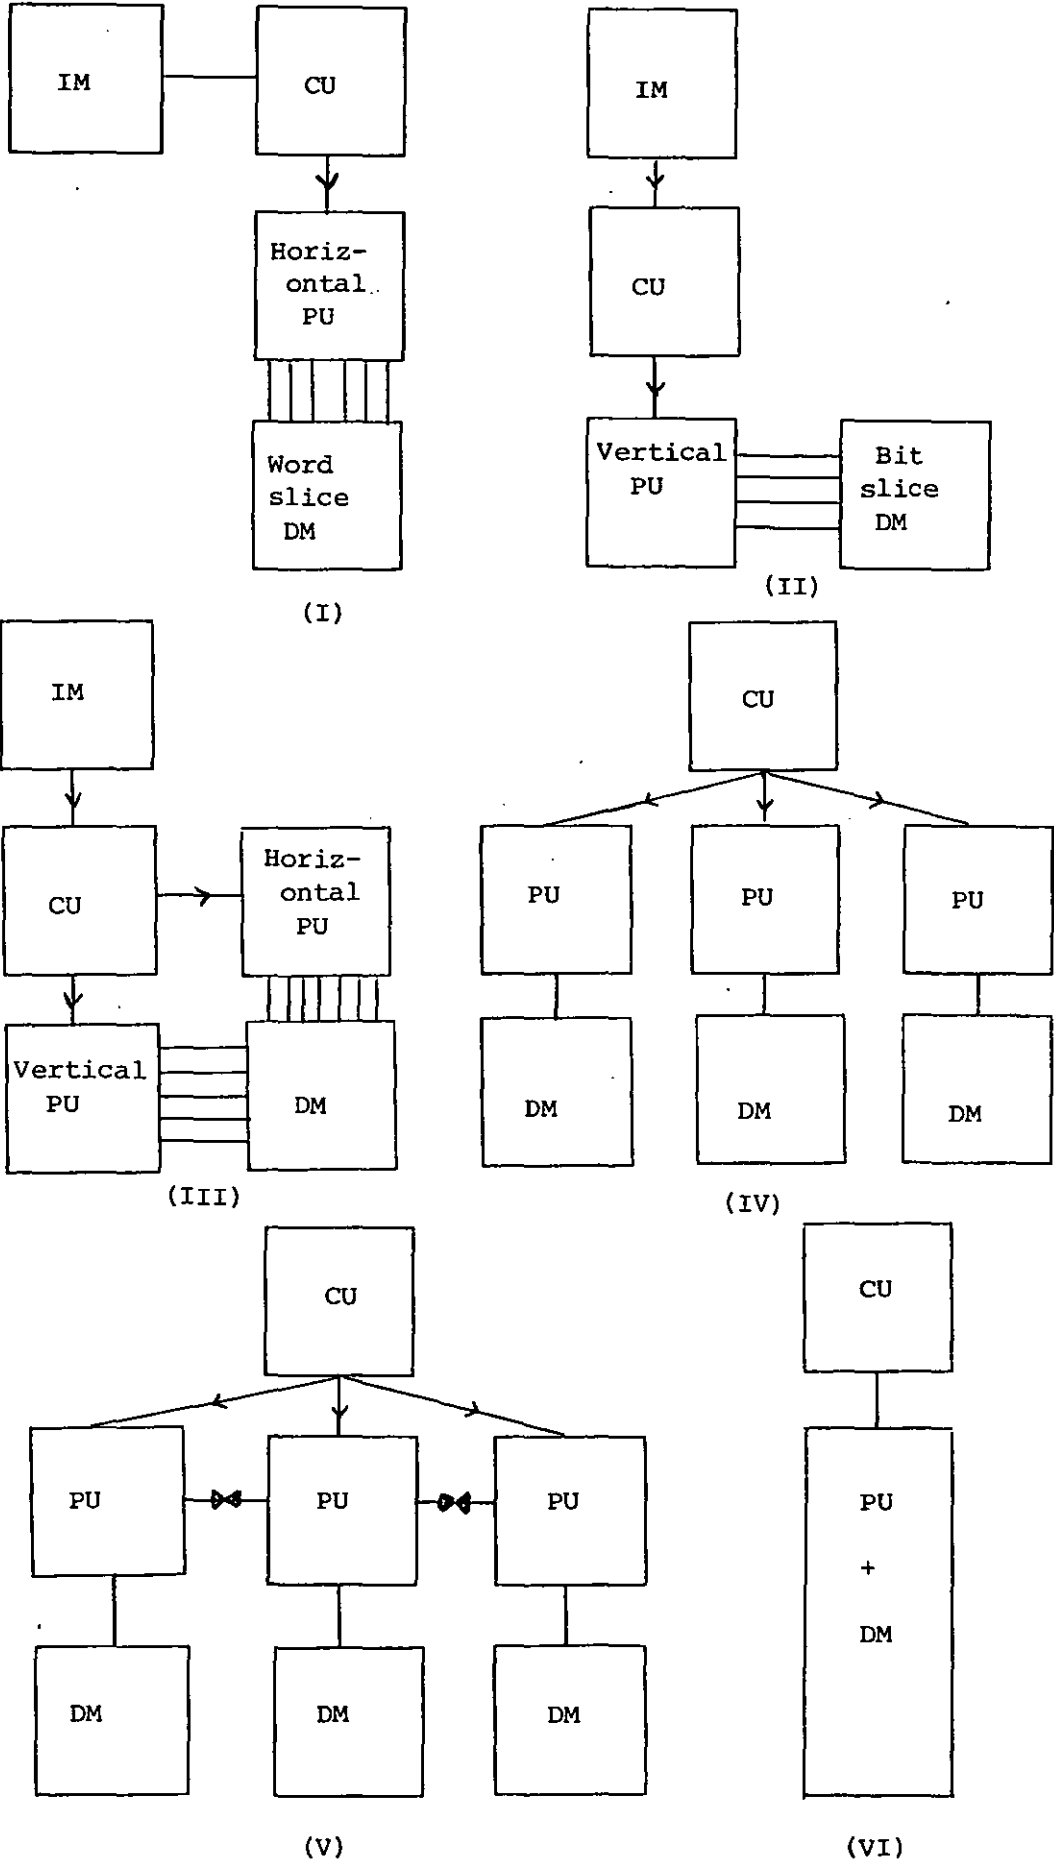 IM
CU
Horiz-
ontal
PU
Word
slice
DM
(I)
IM
CU
Vertical
PU
Bit
slice
DM
(II)
IM
CU
Horiz-
ontal
PU
Vertical
PU
DM
(III)
CU
PU
PU
PU
DM
DM
DM
(IV)
CU
PU
PU
PU
DM
DM
DM
(V)
CU
PU
+
DM
(VI)